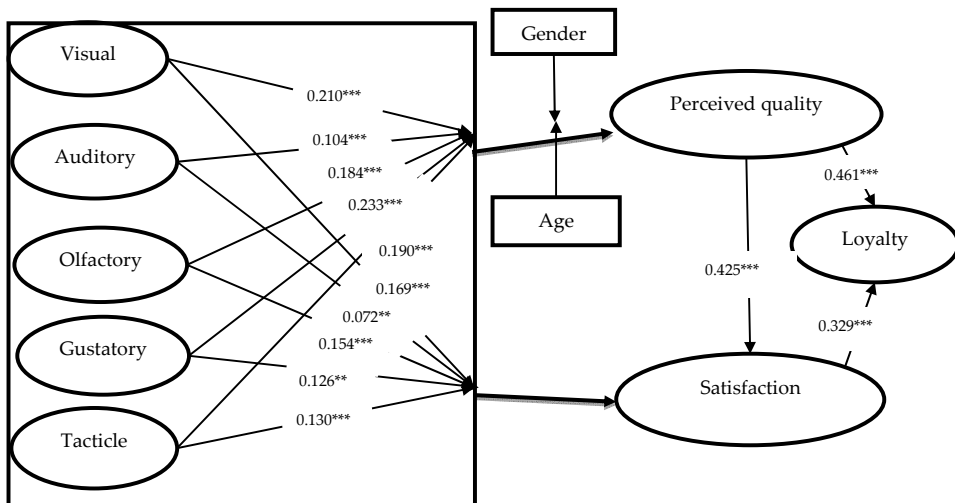 Visual
Gender
Perceived quality
0.210***
Auditory
0.104***
0.184***
0.461***
0.233***
Age
Olfactory
0.190***
Loyalty
0.425***
0.169***
0.072**
0.329***
Gustatory
0.154***
0.126**
Satisfaction
0.130***
Tacticle